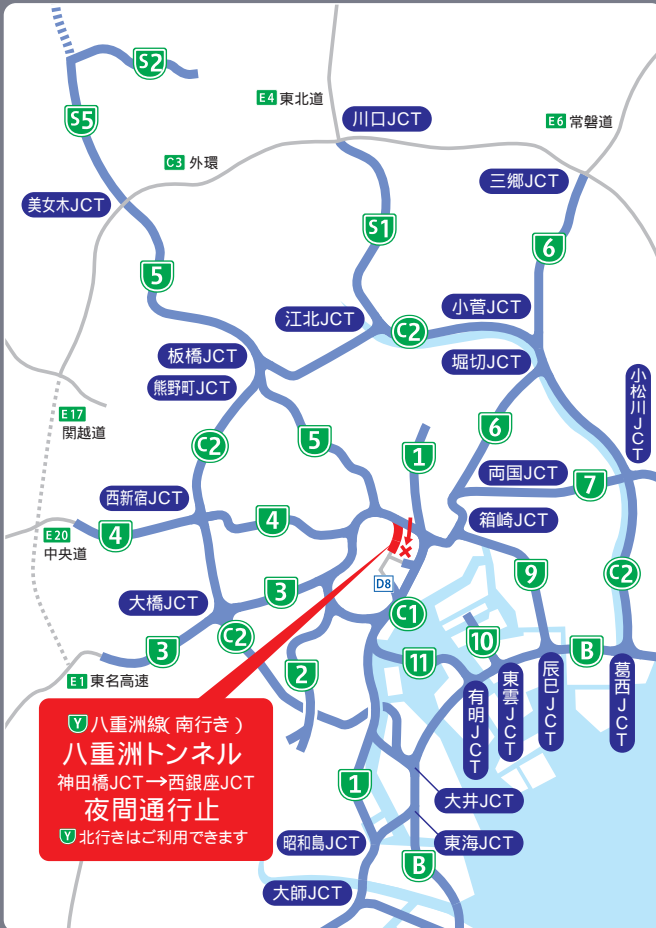 S2
E4 東北道
川口JCT
S5
E6 常磐道
C3 外環
三郷JCT
美女木JCT
S1
6
5
小菅JCT
江北JCT
C2
板橋JCT
堀切JCT
熊野町JCT
小松川JCT
E17
関越道
6
5
1
C2
両国JCT
7
西新宿JCT
箱崎JCT
4
4
E20
中央道
×
D8
9
C2
3
大橋JCT
C1
C2
10
3
11
B
2
E1 東名高速
有明JCT
東雲JCT
辰巳JCT
葛西JCT
Y 八重洲線(南行き)
八重洲トンネル
神田橋JCT→西銀座JCT
夜間通行止
Y 北行きはご利用できます
1
大井JCT
昭和島JCT
東海JCT
B
大師JCT